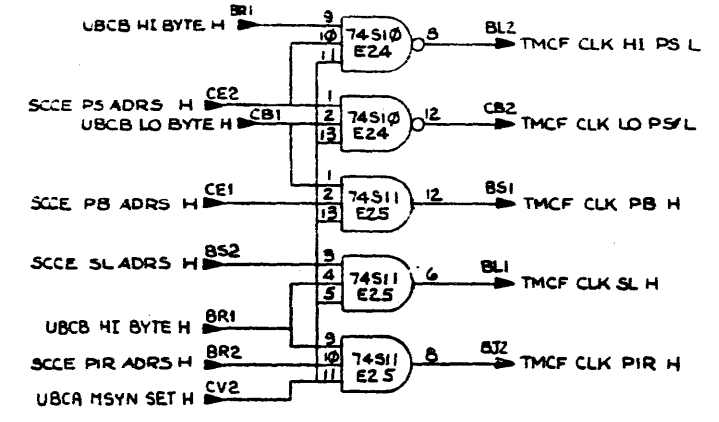 UBCB HI BYTE H BR1 9 10 11 74S1Ø E24 8 BL2 TMCF CLK HI PS L
SCCE PS ADRS H CE2 1
UBCB LO BYTE H CB1 2 13 74S1Ø E24 12 CB2 TMCF CLK LO PS L
SCCE PB ADRS H CE1 1 2 13 74S11 E25 12 BS1 TMCF CLK PB H
SCCE SL ADRS H BS2 3 4 5 74S11 E25 6 BL1 TMCF CLK SL H
UBCB HI BYTE H BR1 9
SCCE PIR ADRS H BR2 1Ø 11 74S11 E25 8 BJ2 TMCF CLK PIR H
UBCA MSYN SET H CV2